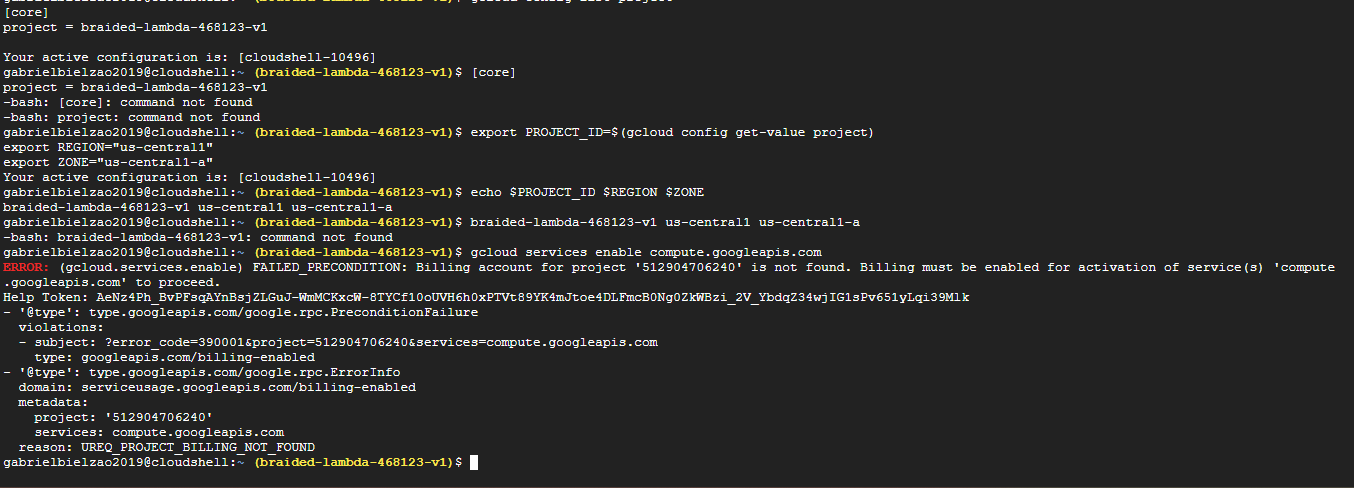 gabrielbielzao2019@cloudshell:~ (braided-lambda-468123-v1)$ gcloud config list project
[core]
project = braided-lambda-468123-v1
Your active configuration is: [cloudshell-10496]
gabrielbielzao2019@cloudshell:~ (braided-lambda-468123-v1)$ [core]
project = braided-lambda-468123-v1
-bash: [core]: command not found
-bash: project: command not found
gabrielbielzao2019@cloudshell:~ (braided-lambda-468123-v1)$ export PROJECT_ID=$(gcloud config get-value project)
export REGION="us-central1"
export ZONE="us-central1-a"
Your active configuration is: [cloudshell-10496]
gabrielbielzao2019@cloudshell:~ (braided-lambda-468123-v1)$ echo $PROJECT_ID $REGION $ZONE
braided-lambda-468123-v1 us-central1 us-central1-a
gabrielbielzao2019@cloudshell:~ (braided-lambda-468123-v1)$ braided-lambda-468123-v1 us-central1 us-central1-a
-bash: braided-lambda-468123-v1: command not found
gabrielbielzao2019@cloudshell:~ (braided-lambda-468123-v1)$ gcloud services enable compute.googleapis.com
ERROR: (gcloud.services.enable) FAILED_PRECONDITION: Billing account for project '512904706240' is not found. Billing must be enabled for activation of service(s) 'compute
.googleapis.com' to proceed.
Help Token: AeNz4Ph_BvPFsqAYnBsjZLGuJ-WmMCKxcW-8TYCf10oUVH6h0xPTVt89YK4mJtoe4DLFmcB0Ng0ZkWBzi_2V_YbdqZ34wjIG1sPv651yLqi39Mlk
- '@type': type.googleapis.com/google.rpc.PreconditionFailure
violations:
- subject: ?error_code=390001&project=512904706240&services=compute.googleapis.com
type: googleapis.com/billing-enabled
- '@type': type.googleapis.com/google.rpc.ErrorInfo
domain: serviceusage.googleapis.com/billing-enabled
metadata:
project: '512904706240'
services: compute.googleapis.com
reason: UREQ_PROJECT_BILLING_NOT_FOUND
gabrielbielzao2019@cloudshell:~ (braided-lambda-468123-v1)$